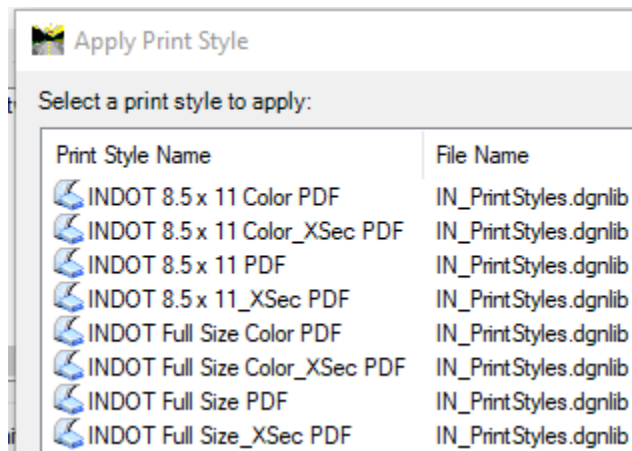 Apply Print Style
Select a print style to apply:
Print Style Name File Name
INDOT 8.5 x 11 Color PDF IN_PrintStyles.dgnlib
INDOT 8.5 x 11 Color_XSec PDF IN_PrintStyles.dgnlib
INDOT 8.5 x 11 PDF IN_PrintStyles.dgnlib
INDOT 8.5 x 11_XSec PDF IN_PrintStyles.dgnlib
INDOT Full Size Color PDF IN_PrintStyles.dgnlib
INDOT Full Size Color_XSec PDF IN_PrintStyles.dgnlib
INDOT Full Size PDF IN_PrintStyles.dgnlib
INDOT Full Size_XSec PDF IN_PrintStyles.dgnlib